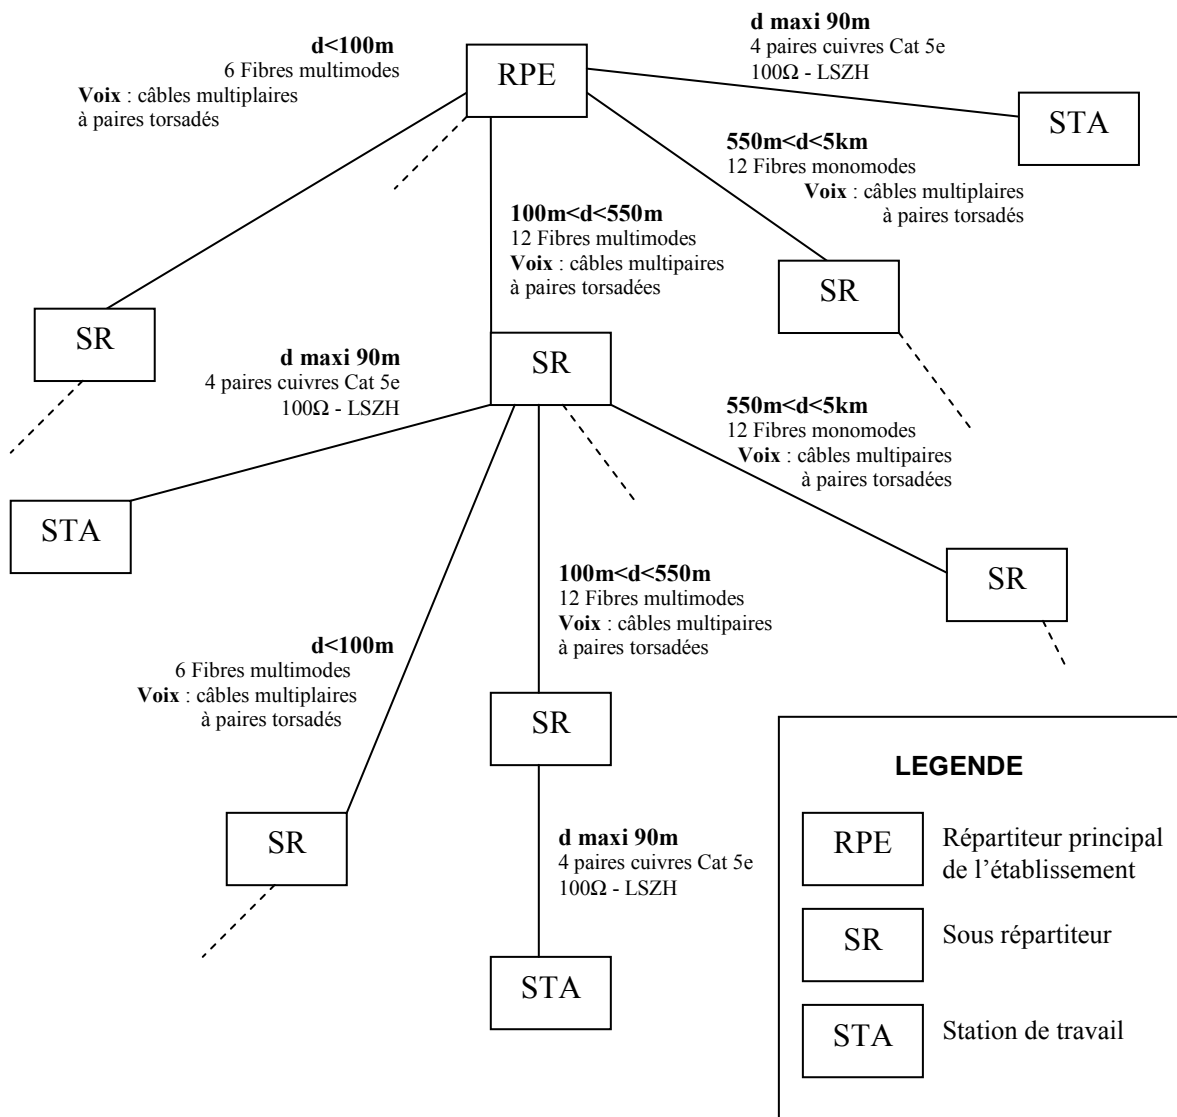 d<100m
6 Fibres multimodes
Voix : câbles multiplaires
à paires torsadés
RPE
d maxi 90m
4 paires cuivres Cat 5e
100Ω - LSZH
STA
550m<d<5km
12 Fibres monomodes
Voix : câbles multiplaires
à paires torsadés
100m<d<550m
12 Fibres multimodes
Voix : câbles multipaires
à paires torsadées
SR
SR
SR
d maxi 90m
4 paires cuivres Cat 5e
100Ω - LSZH
550m<d<5km
12 Fibres monomodes
Voix : câbles multipaires
à paires torsadées
STA
SR
100m<d<550m
12 Fibres multimodes
Voix : câbles multipaires
à paires torsadées
d<100m
6 Fibres multimodes
Voix : câbles multiplaires
à paires torsadés
SR
SR
d maxi 90m
4 paires cuivres Cat 5e
100Ω - LSZH
STA
LEGENDE
RPE
Répartiteur principal
de l’établissement
SR
Sous répartiteur
STA
Station de travail